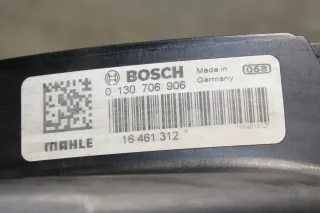 BOSCH
Made in
Germany
068
0 130 706 906
16 461 312
MAHLE